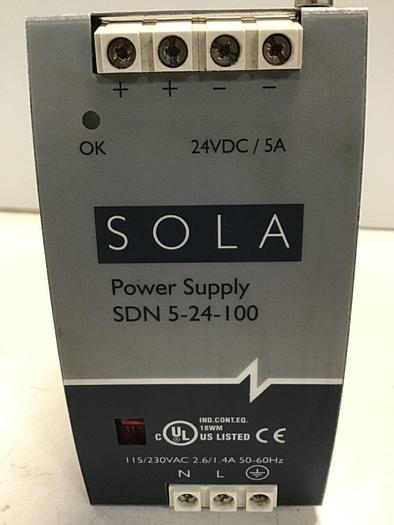 + + − −
OK 24VDC / 5A
SOLA
Power Supply
SDN 5-24-100
IND.CONT.EQ.
18WM
C UL US LISTED CE
115/230VAC 2.6/1.4A 50-60Hz
N L